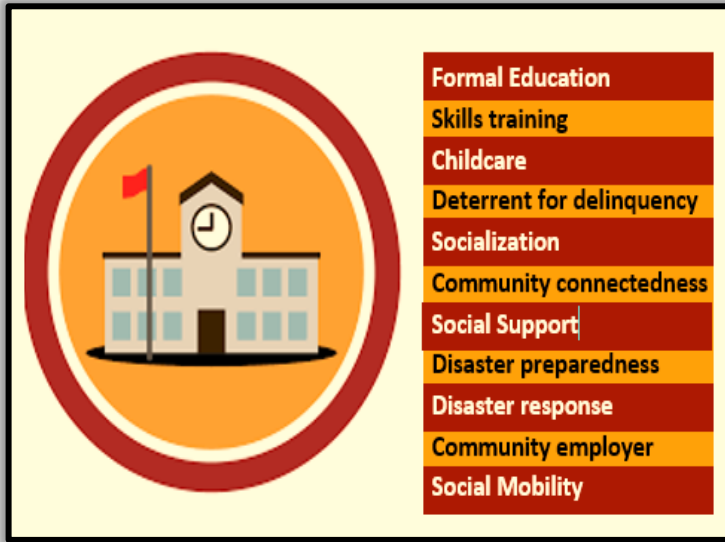 Formal Education
Skills training
Childcare
Deterrent for delinquency
Socialization
Community connectedness
Social Support
Disaster preparedness
Disaster response
Community employer
Social Mobility